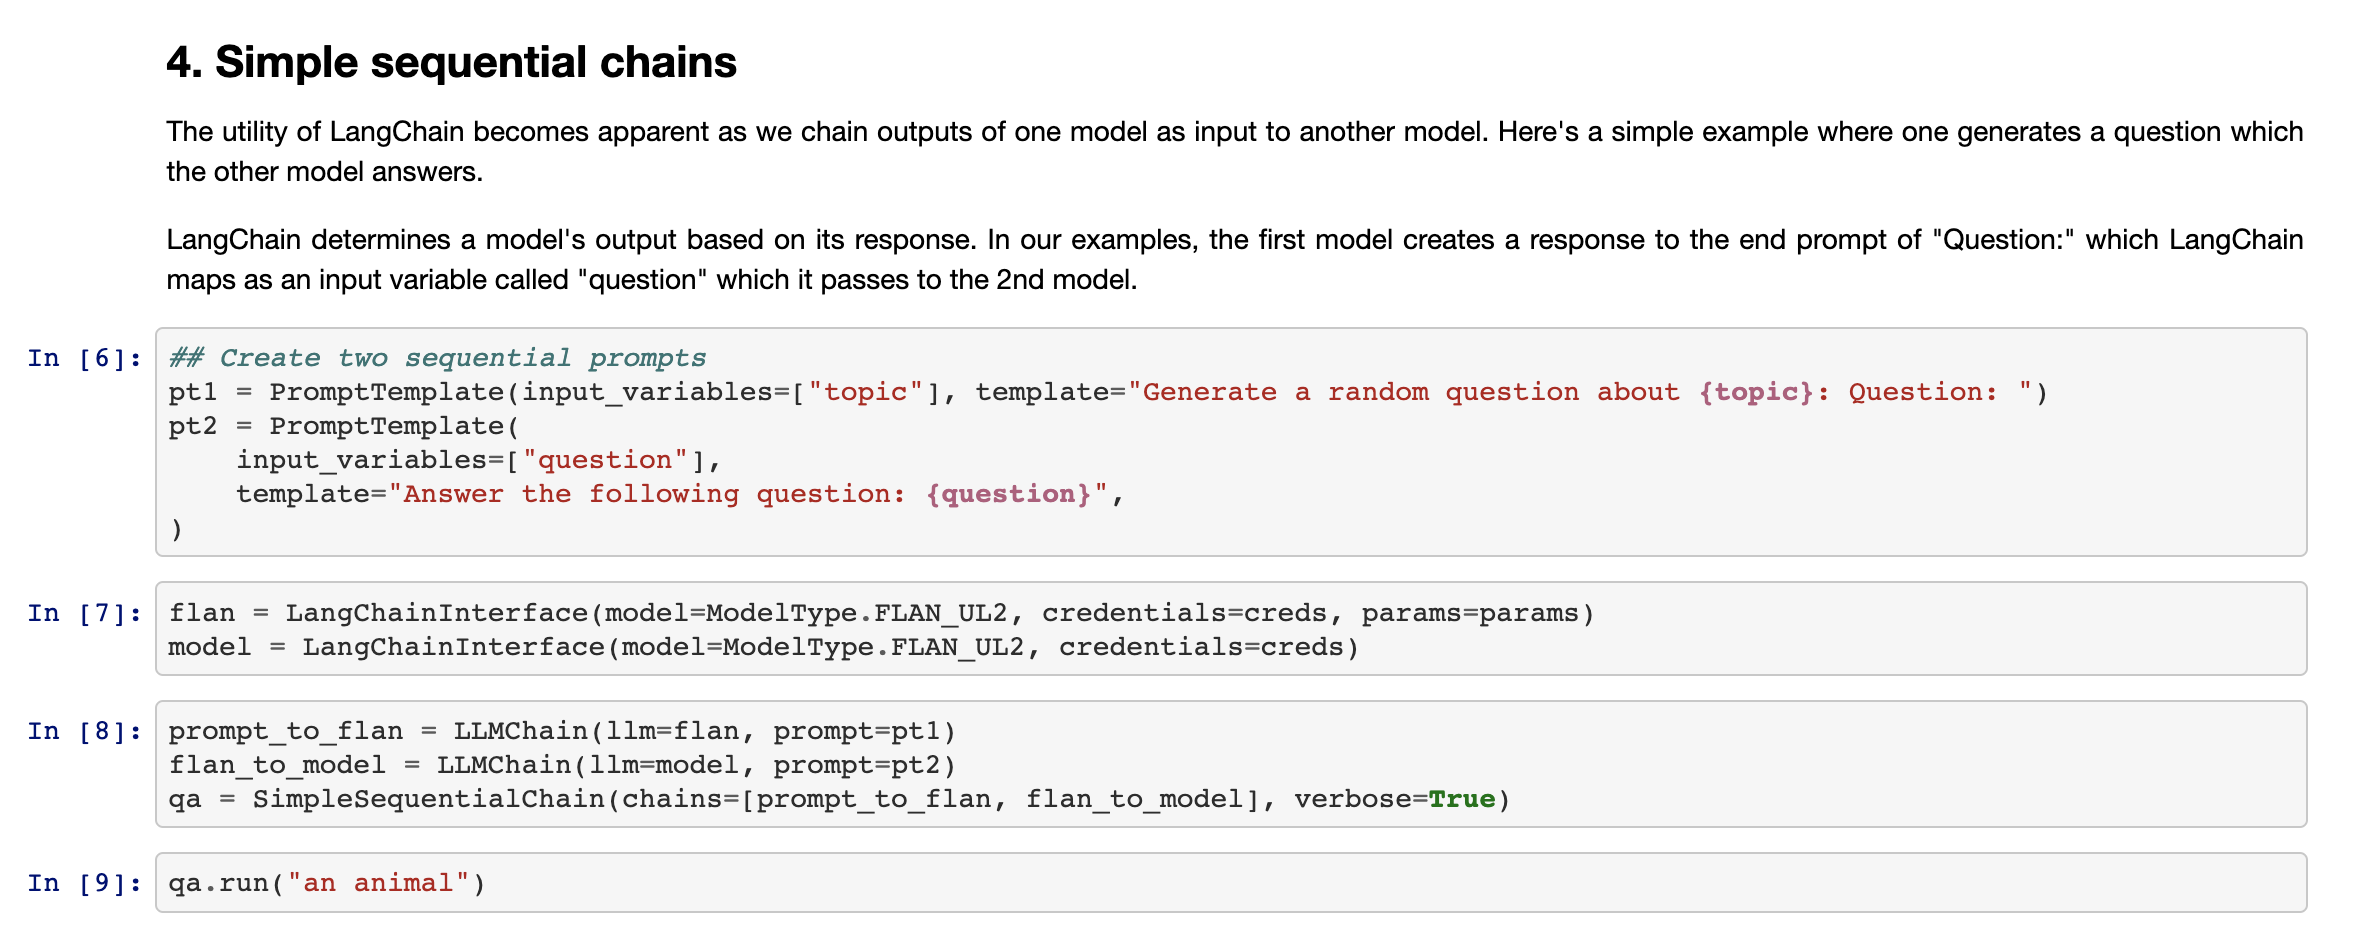 4. Simple sequential chains
The utility of LangChain becomes apparent as we chain outputs of one model as input to another model. Here's a simple example where one generates a question which
the other model answers.
LangChain determines a model's output based on its response. In our examples, the first model creates a response to the end prompt of "Question:" which LangChain
maps as an input variable called "question" which it passes to the 2nd model.
In [6]: ## Create two sequential prompts
pt1 = PromptTemplate(input_variables=["topic"], template="Generate a random question about {topic}: Question: ")
pt2 = PromptTemplate(
    input_variables=["question"],
    template="Answer the following question: {question}",
)
In [7]: flan = LangChainInterface(model=ModelType.FLAN_UL2, credentials=creds, params=params)
model = LangChainInterface(model=ModelType.FLAN_UL2, credentials=creds)
In [8]: prompt_to_flan = LLMChain(llm=flan, prompt=pt1)
flan_to_model = LLMChain(llm=model, prompt=pt2)
qa = SimpleSequentialChain(chains=[prompt_to_flan, flan_to_model], verbose=True)
In [9]: qa.run("an animal")